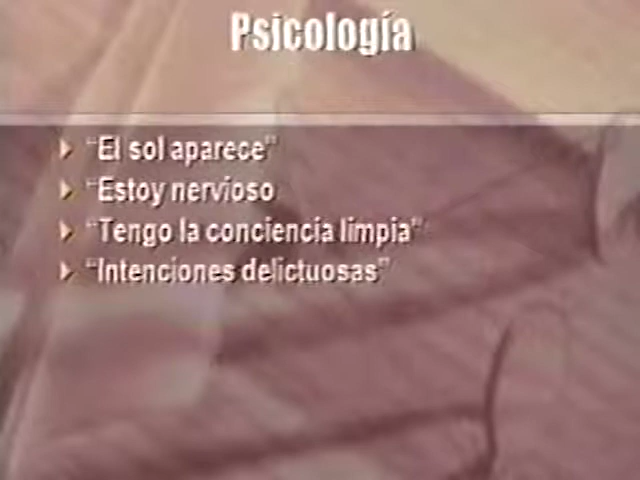 Psicología
“El sol aparece”
“Estoy nervioso
“Tengo la conciencia limpia”
“Intenciones delictuosas”